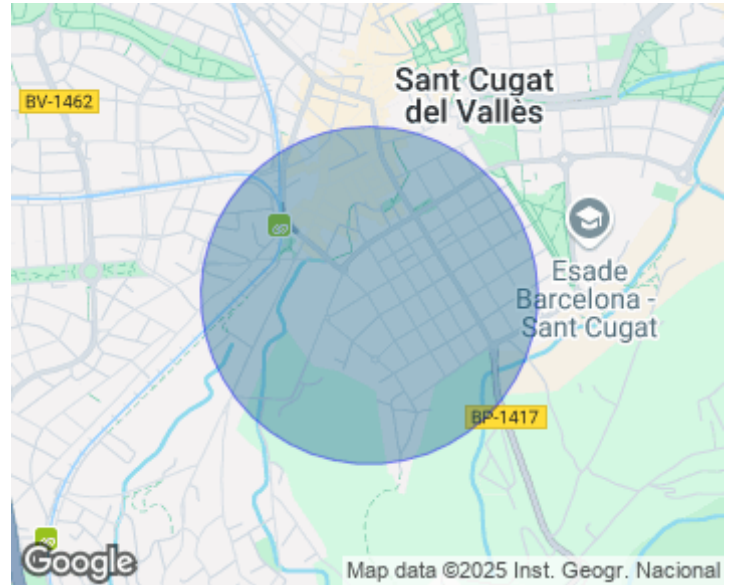 Sant Cugat
del Vallès
BV-1462
Esade
Barcelona -
Sant Cugat
BP-1417
Google
Map data ©2025 Inst. Geogr. Nacional